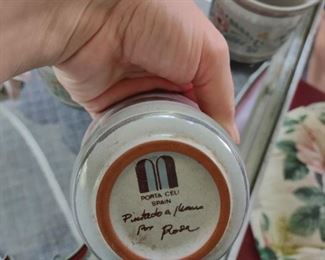 PORTA CELI
SPAIN
Pintado a Mano
Por Rosa